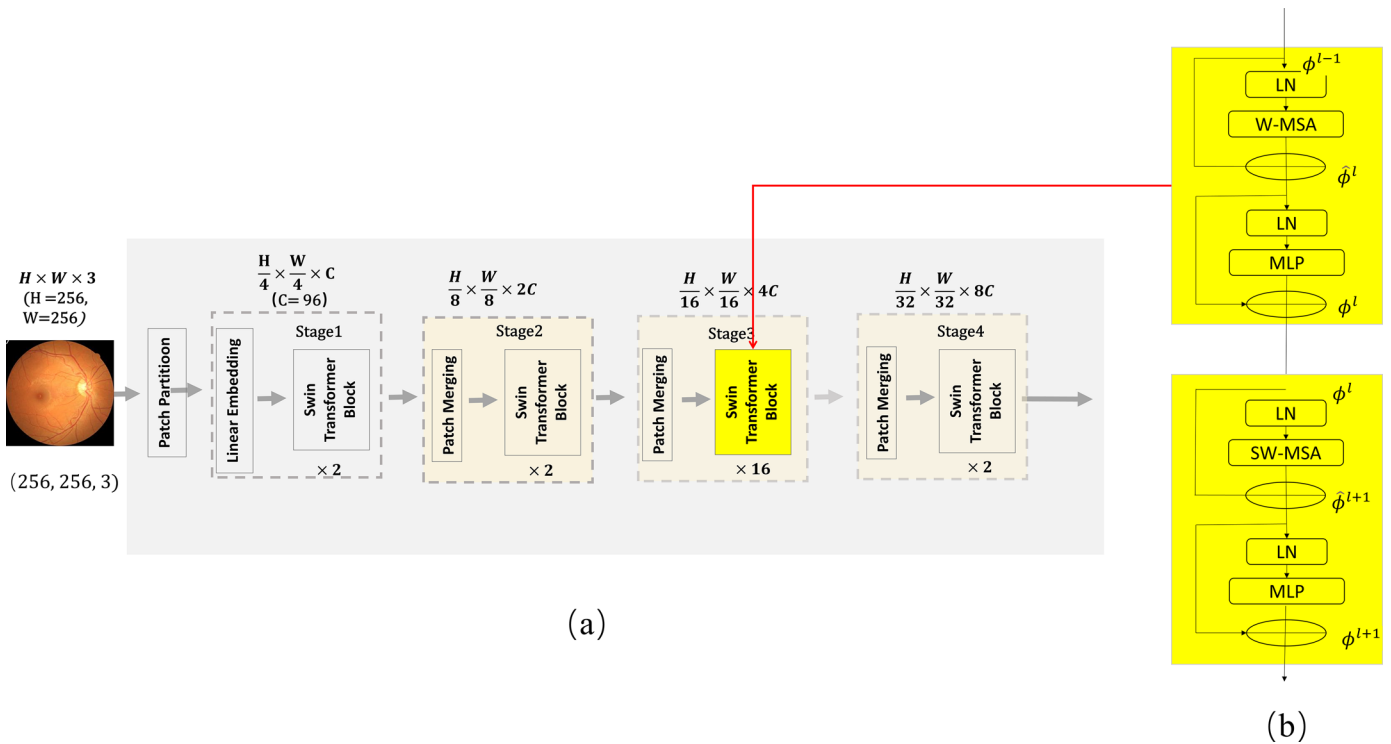 H × W × 3
(H =256,
W=256)
(256, 256, 3)
Patch Partitoon
H/4 × W/4 × C
(C= 96)
Stage1
Linear Embedding
Swin
Transformer
Block
× 2
H/8 × W/8 × 2C
Stage2
Patch Merging
Swin
Transformer
Block
× 2
H/16 × W/16 × 4C
Stage3
Patch Merging
Swin
Transformer
Block
× 16
H/32 × W/32 × 8C
Stage4
Patch Merging
Swin
Transformer
Block
× 2
(a)
ϕ^{l−1}
LN
W-MSA
ϕ̂^{l}
LN
MLP
ϕ^{l}
ϕ^{l}
LN
SW-MSA
ϕ̂^{l+1}
LN
MLP
ϕ^{l+1}
(b)